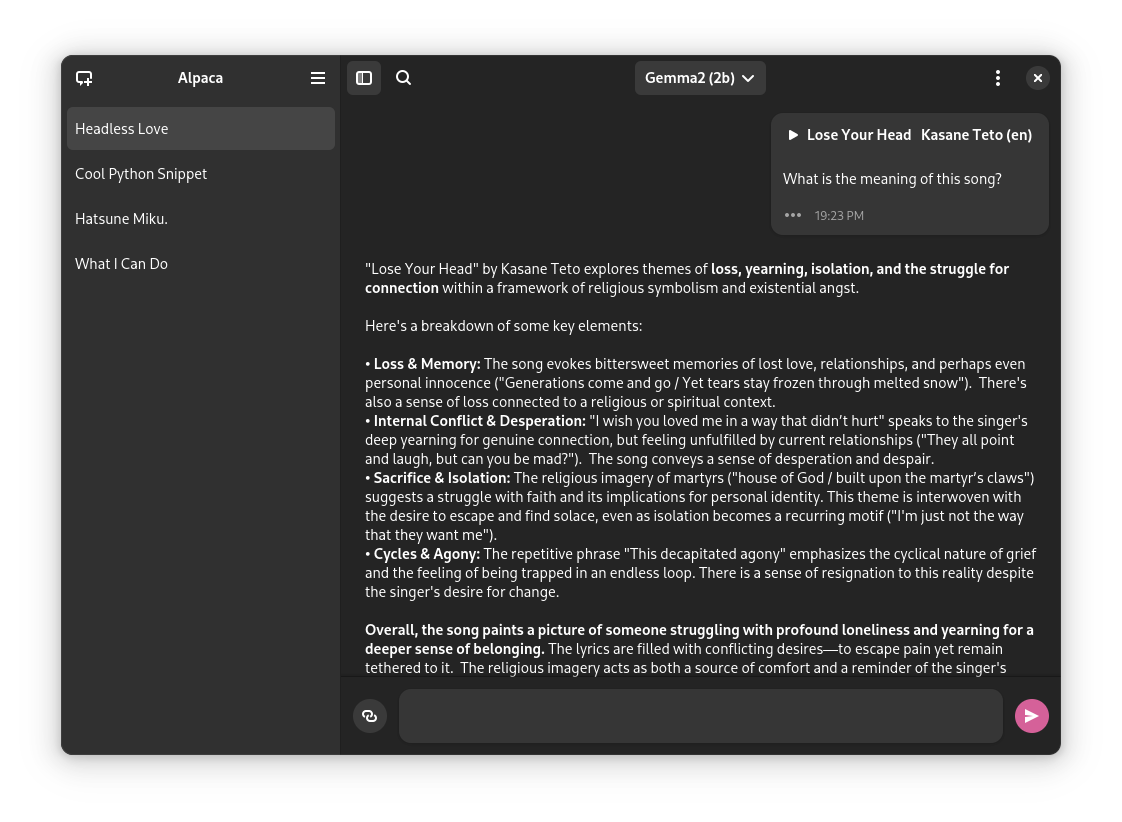 Alpaca
Gemma2 (2b)
Headless Love
Cool Python Snippet
Hatsune Miku.
What I Can Do
Lose Your Head Kasane Teto (en)
What is the meaning of this song?
••• 19:23 PM
"Lose Your Head" by Kasane Teto explores themes of loss, yearning, isolation, and the struggle for
connection within a framework of religious symbolism and existential angst.
Here's a breakdown of some key elements:
• Loss & Memory: The song evokes bittersweet memories of lost love, relationships, and perhaps even
personal innocence ("Generations come and go / Yet tears stay frozen through melted snow").  There's
also a sense of loss connected to a religious or spiritual context.
• Internal Conflict & Desperation: "I wish you loved me in a way that didn’t hurt" speaks to the singer's
deep yearning for genuine connection, but feeling unfulfilled by current relationships ("They all point
and laugh, but can you be mad?").  The song conveys a sense of desperation and despair.
• Sacrifice & Isolation: The religious imagery of martyrs ("house of God / built upon the martyr’s claws")
suggests a struggle with faith and its implications for personal identity. This theme is interwoven with
the desire to escape and find solace, even as isolation becomes a recurring motif ("I'm just not the way
that they want me").
• Cycles & Agony: The repetitive phrase "This decapitated agony" emphasizes the cyclical nature of grief
and the feeling of being trapped in an endless loop. There is a sense of resignation to this reality despite
the singer's desire for change.
Overall, the song paints a picture of someone struggling with profound loneliness and yearning for a
deeper sense of belonging. The lyrics are filled with conflicting desires—to escape pain yet remain
tethered to it.  The religious imagery acts as both a source of comfort and a reminder of the singer's